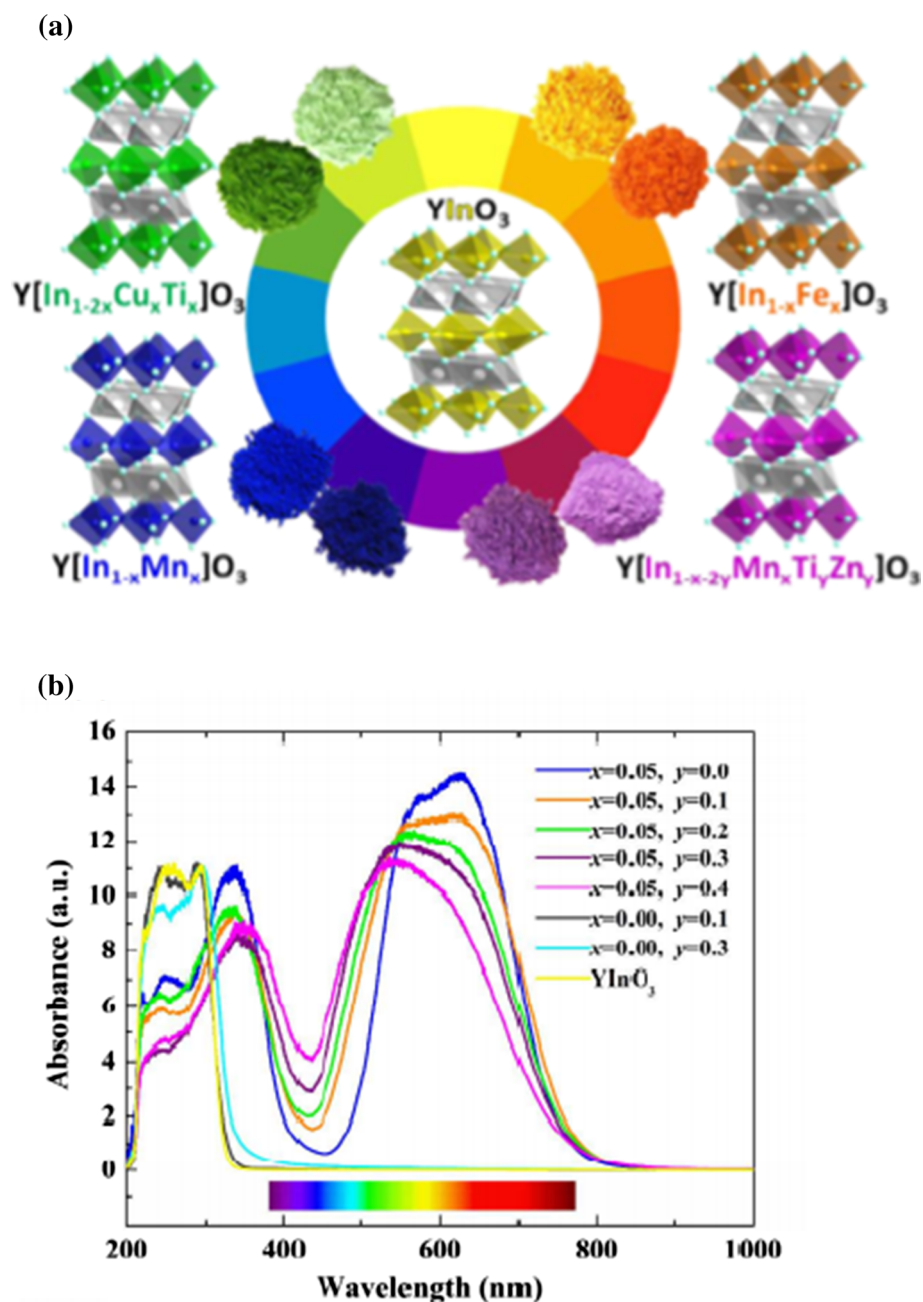 (a)
YInO₃
Y[In₁₋₂ₓCuₓTiₓ]O₃
Y[In₁₋ₓFeₓ]O₃
Y[In₁₋ₓMnₓ]O₃
Y[In₁₋ₓ₋₂ᵧMnₓTiᵧZnᵧ]O₃
(b)
16
14
12
10
8
6
4
2
0
Absorbance (a.u.)
x=0.05, y=0.0
x=0.05, y=0.1
x=0.05, y=0.2
x=0.05, y=0.3
x=0.05, y=0.4
x=0.00, y=0.1
x=0.00, y=0.3
YInO₃
200 400 600 800 1000
Wavelength (nm)